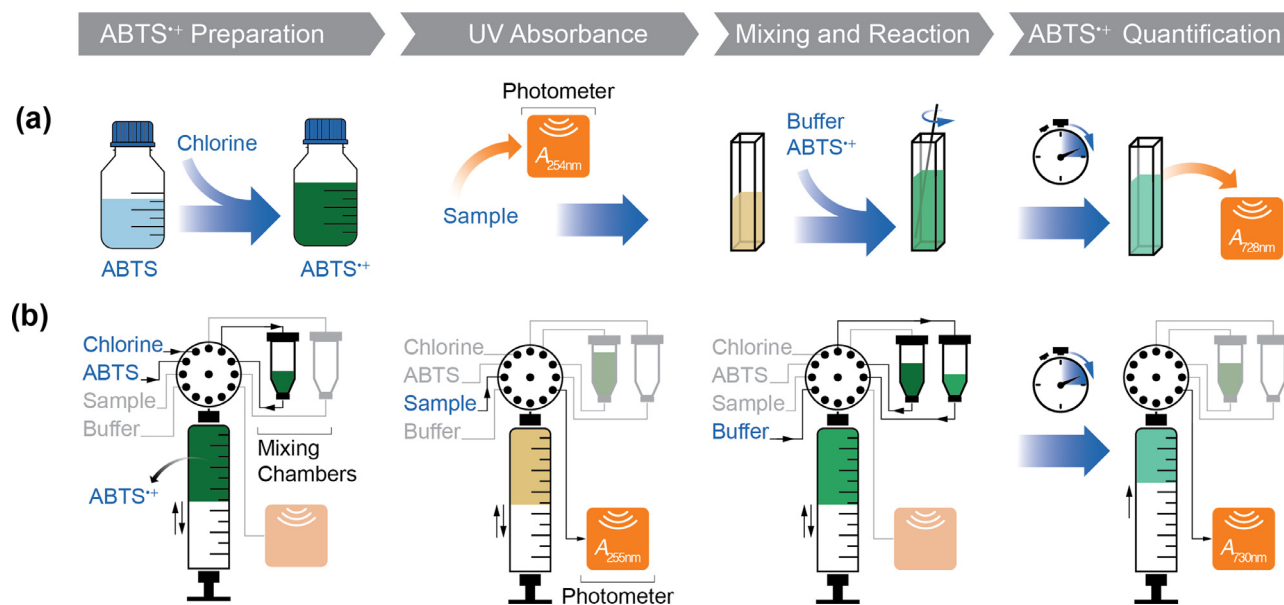 ABTS•+ Preparation
UV Absorbance
Mixing and Reaction
ABTS•+ Quantification
(a)
Chlorine
ABTS
ABTS•+
Photometer
A254nm
Sample
Buffer
ABTS•+
A728nm
(b)
Chlorine
ABTS
Sample
Buffer
Mixing
Chambers
ABTS•+
Chlorine
ABTS
Sample
Buffer
A255nm
Photometer
Chlorine
ABTS
Sample
Buffer
A730nm